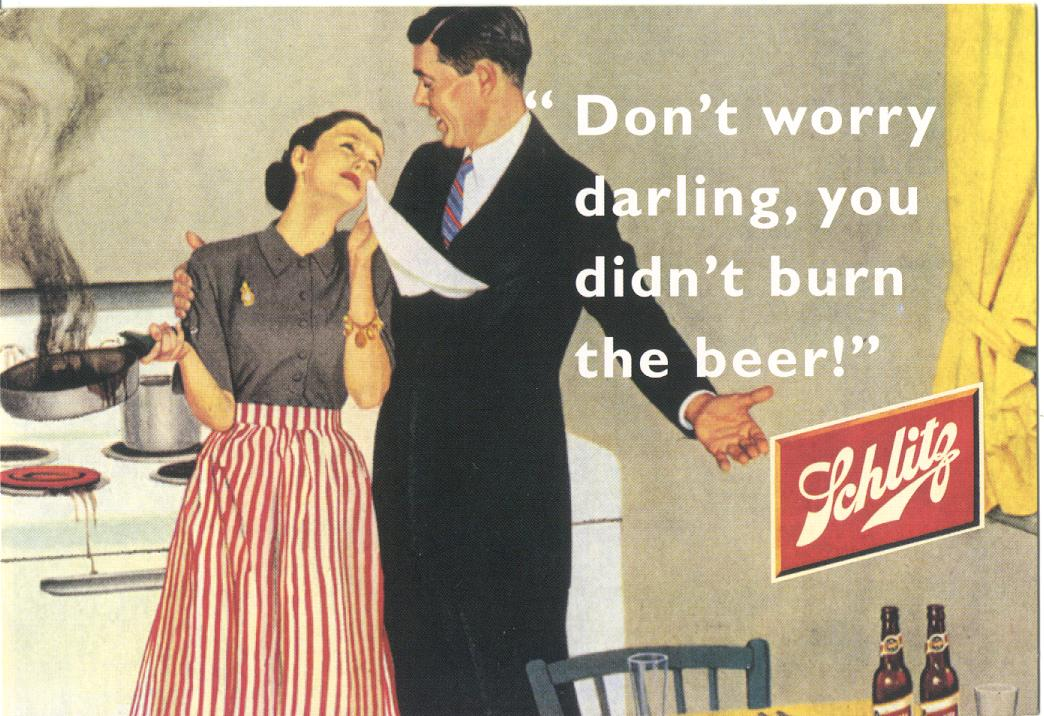 “ Don’t worry
darling, you
didn’t burn
the beer!”
Schlitz